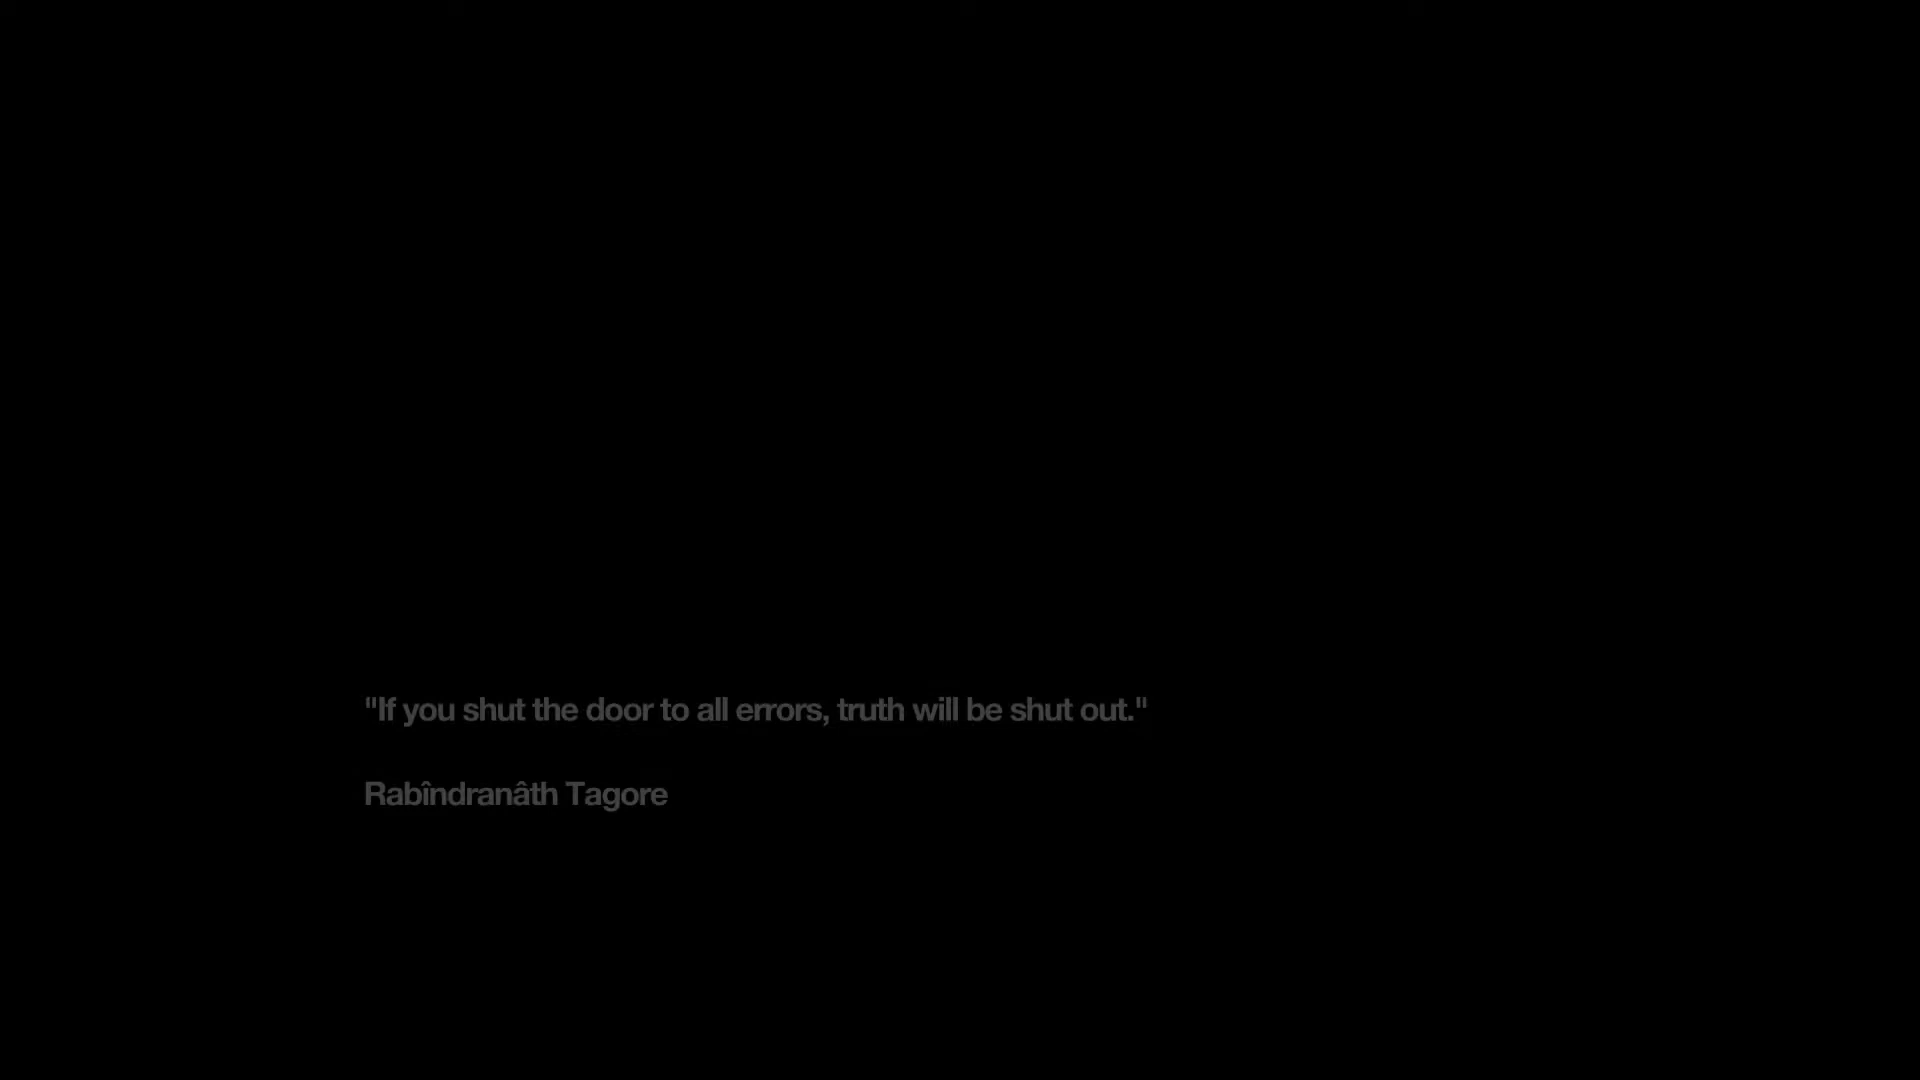 "If you shut the door to all errors, truth will be shut out."
Rabîndranâth Tagore